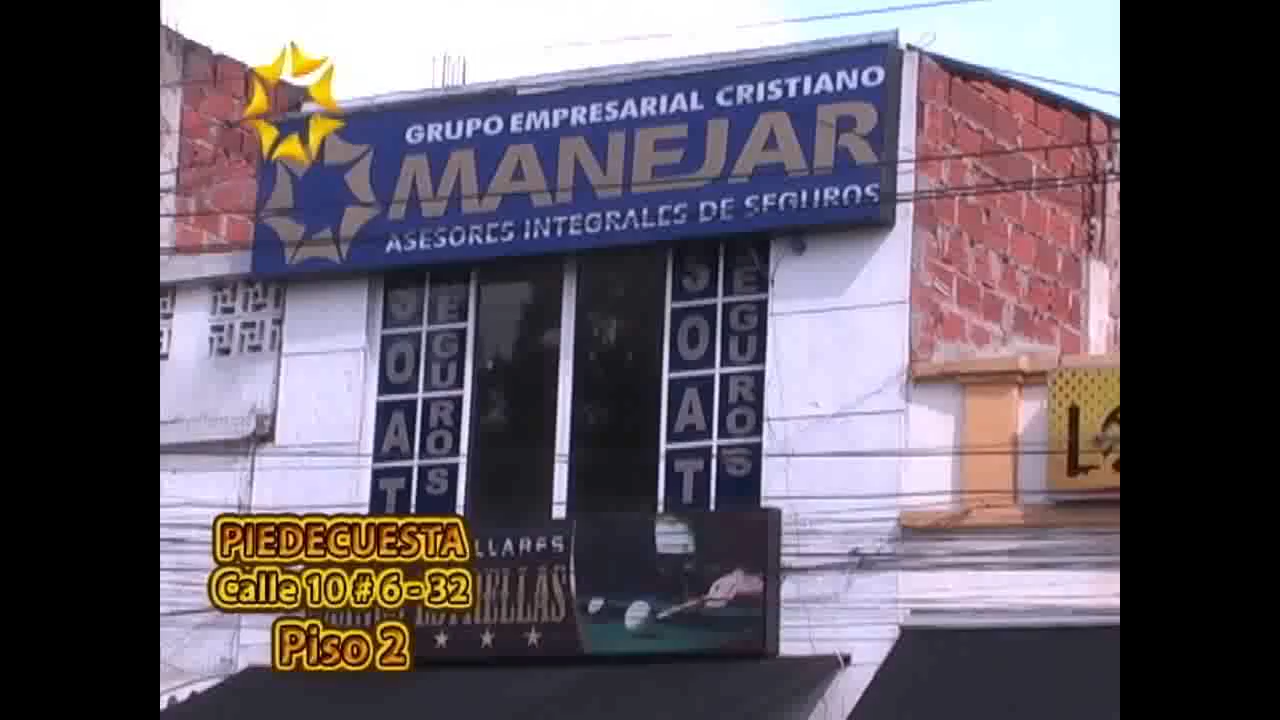 GRUPO EMPRESARIAL CRISTIANO
MANEJAR
ASESORES INTEGRALES DE SEGUROS
SOAT
SEGUROS
SOAT
SEGUROS
PIEDECUESTA
Calle 10 # 6 - 32
Piso 2